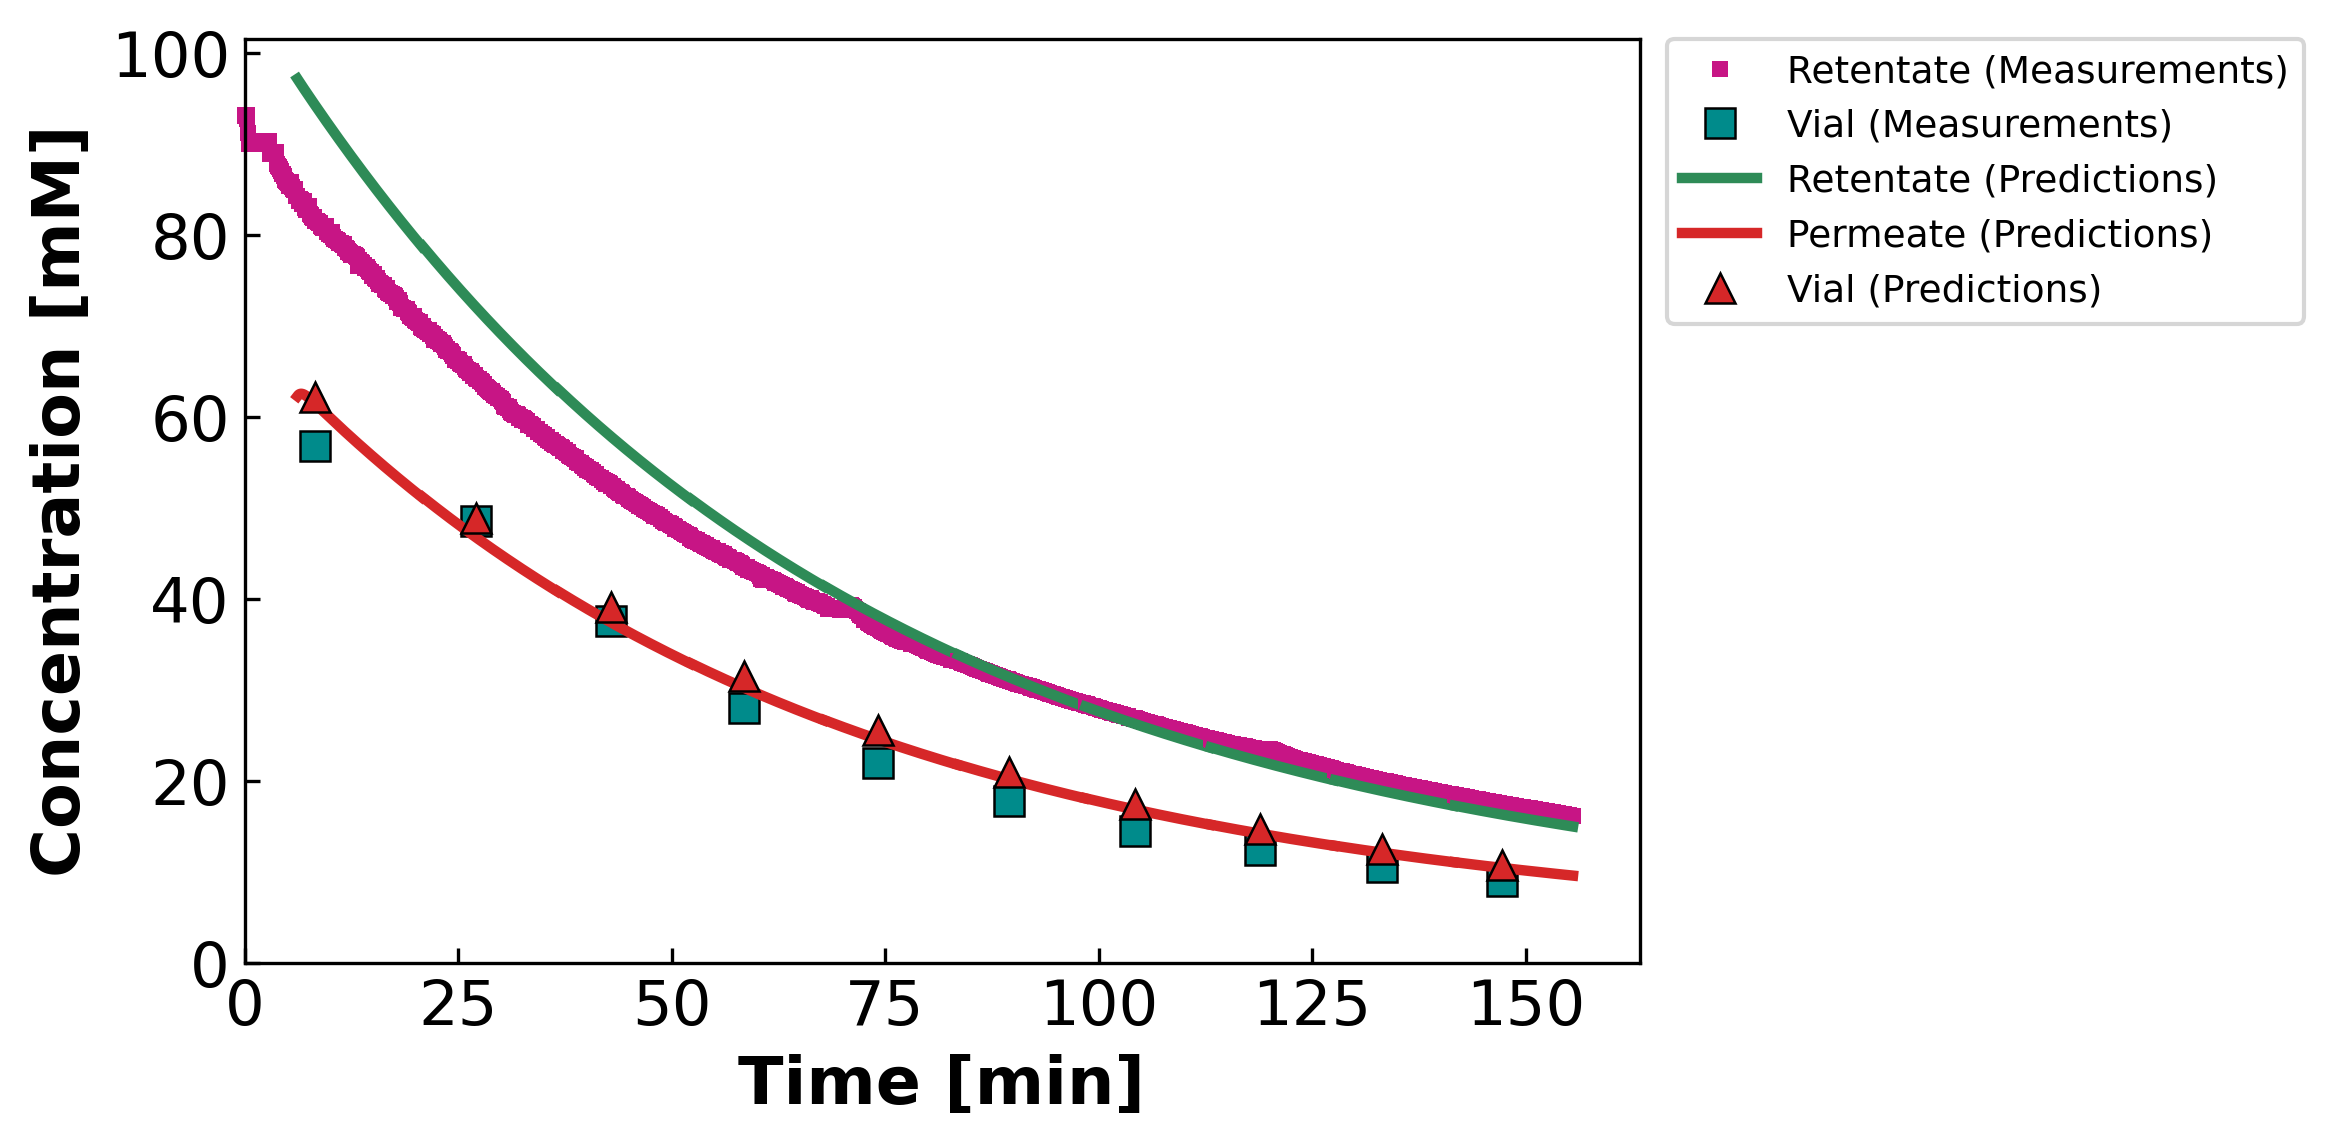 Concentration [mM]
100
80
60
40
20
0
0 25 50 75 100 125 150
Time [min]
Retentate (Measurements)
Vial (Measurements)
Retentate (Predictions)
Permeate (Predictions)
Vial (Predictions)